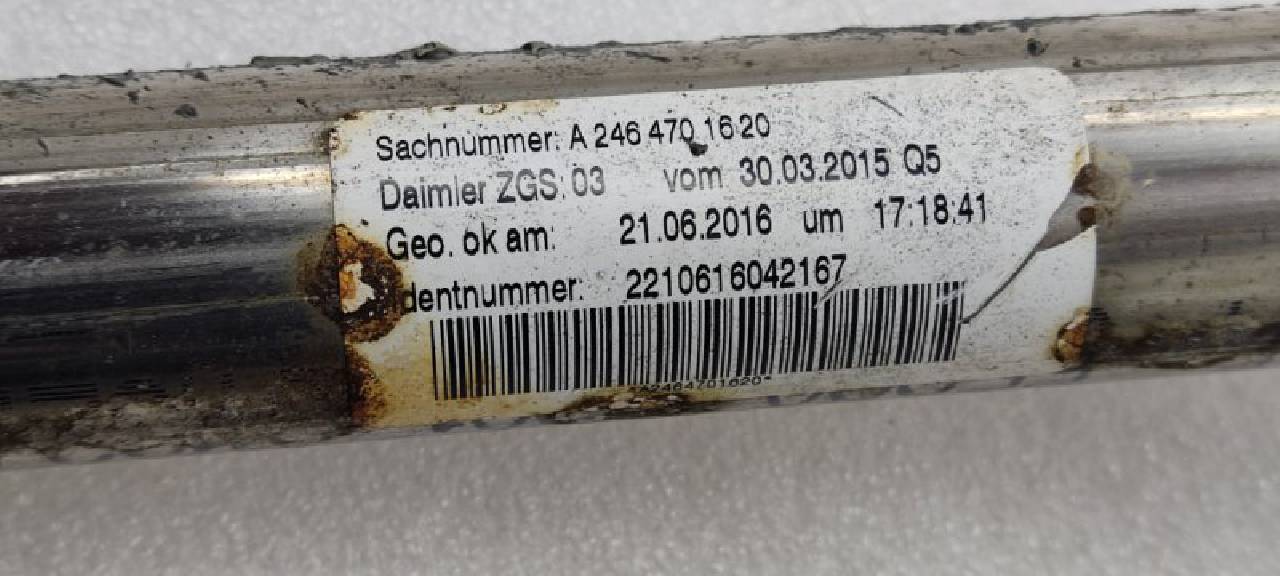 Sachnummer: A 246 470 16 20
Daimler ZGS: 03 vom 30.03.2015 Q5
Geo. ok am: 21.06.2016 um 17:18:41
dentnummer: 2210616042167
*A2464701620*